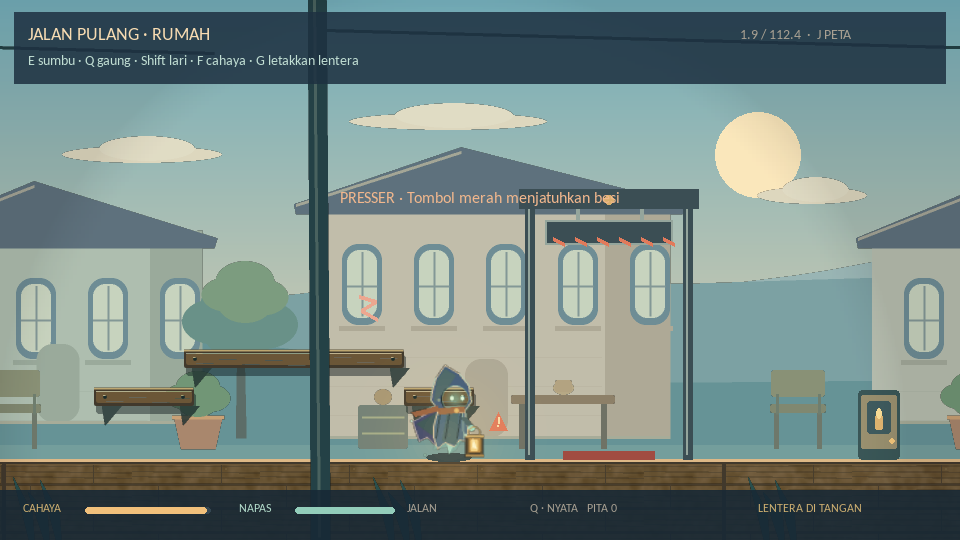 JALAN PULANG · RUMAH
1.9 / 112.4 · J PETA
E sumbu · Q gaung · Shift lari · F cahaya · G letakkan lentera
PRESSER · Tombol merah menjatuhkan besi
!
CAHAYA
NAPAS
JALAN
Q · NYATA PITA 0
LENTERA DI TANGAN